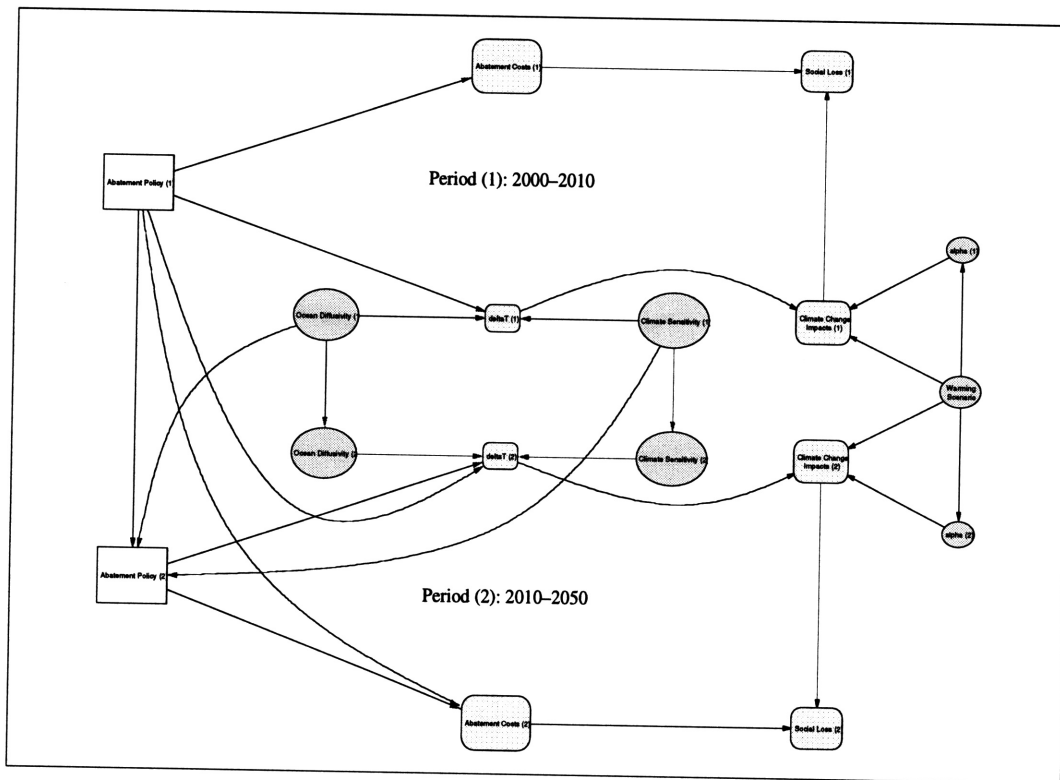 Abatement Costs (1)
Social Loss (1)
Abatement Policy (1
Period (1): 2000–2010
alpha (1)
Ocean Diffusivity (1
deltaT (1)
Climate Sensitivity (1)
Climate Change
Impacts (1)
Warming
Scenario
Ocean Diffusivity (2
deltaT (2)
Climate Sensitivity (2
Climate Change
Impacts (2)
alpha (2)
Abatement Policy (2
Period (2): 2010–2050
Abatement Costs (2)
Social Loss (2